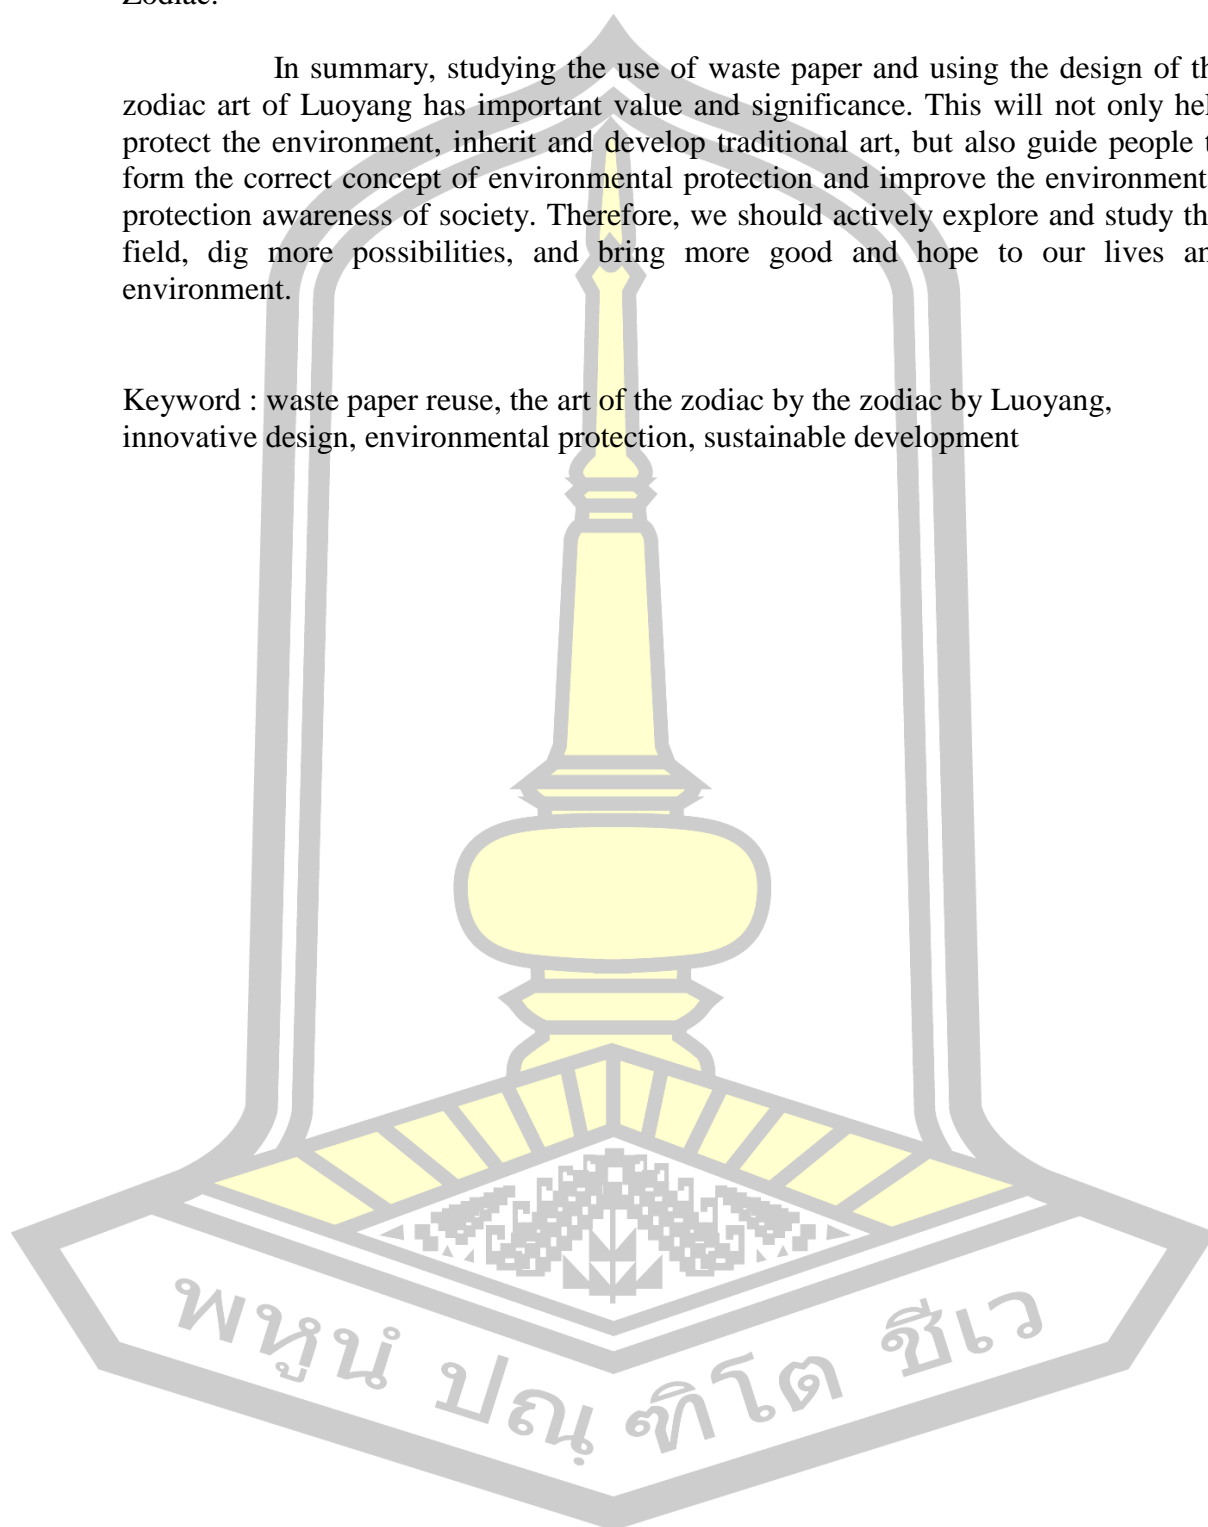 Zodiac.
In summary, studying the use of waste paper and using the design of th
zodiac art of Luoyang has important value and significance. This will not only hel
protect the environment, inherit and develop traditional art, but also guide people t
form the correct concept of environmental protection and improve the environment
protection awareness of society. Therefore, we should actively explore and study th
field, dig more possibilities, and bring more good and hope to our lives an
environment.
Keyword : waste paper reuse, the art of the zodiac by the zodiac by Luoyang,
innovative design, environmental protection, sustainable development
พหูนํ ปณฺ ฑิโต ชีเว